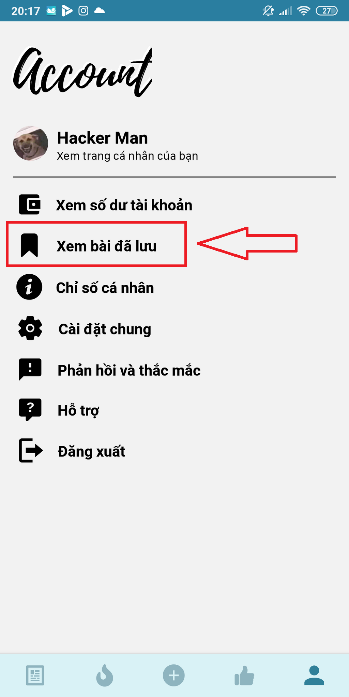 20:17
27
Account
Hacker Man
Xem trang cá nhân của bạn
Xem số dư tài khoản
Xem bài đã lưu
Chỉ số cá nhân
Cài đặt chung
Phản hồi và thắc mắc
Hỗ trợ
Đăng xuất